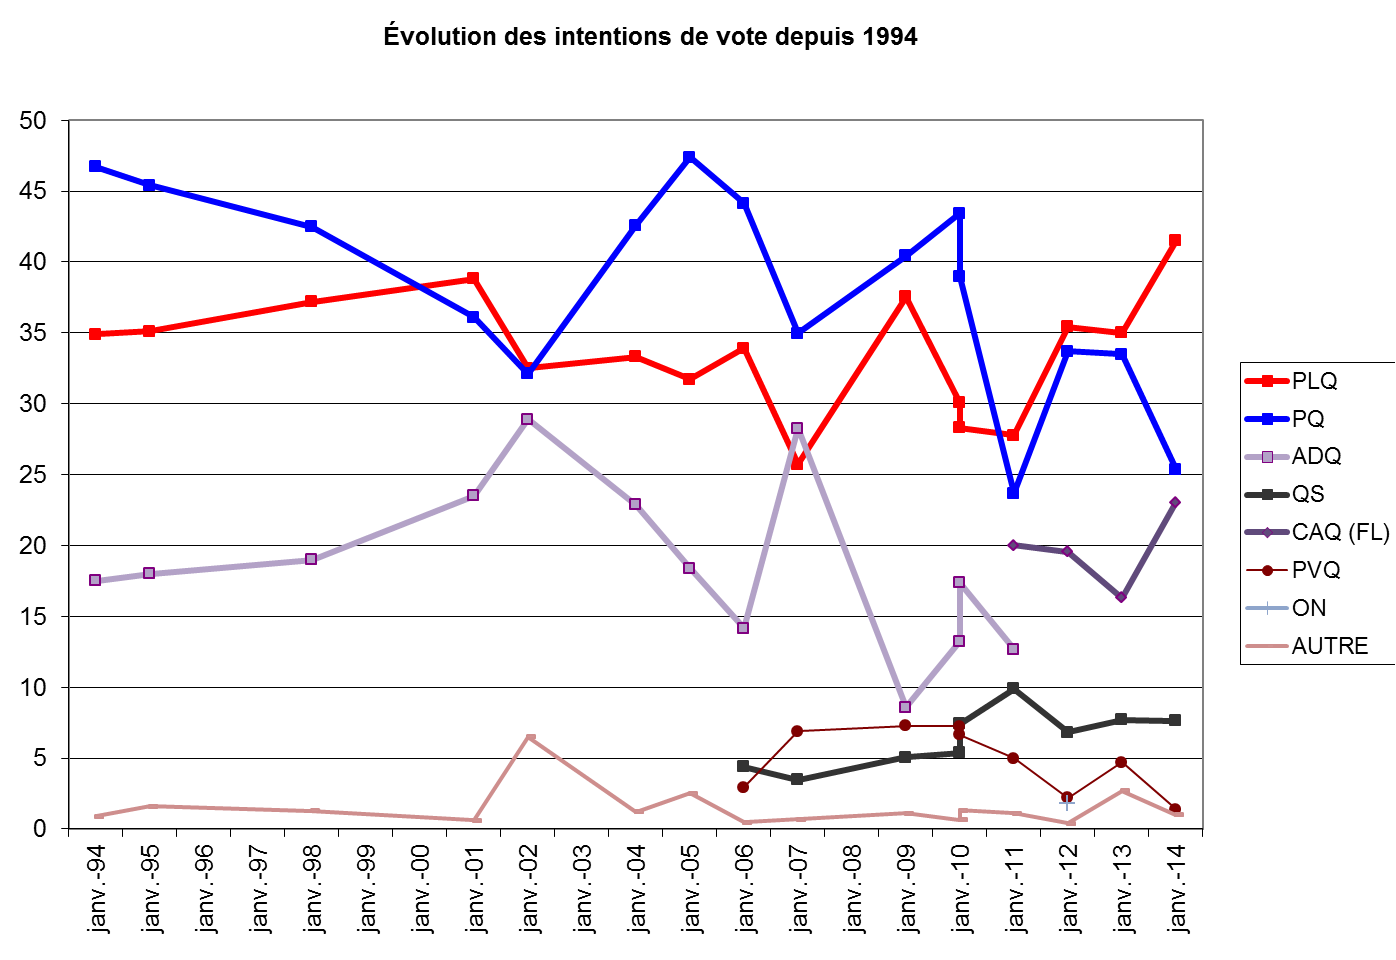 Évolution des intentions de vote depuis 1994
50
45
40
35
30
25
20
15
10
5
0
janv.-94
janv.-95
janv.-96
janv.-97
janv.-98
janv.-99
janv.-00
janv.-01
janv.-02
janv.-03
janv.-04
janv.-05
janv.-06
janv.-07
janv.-08
janv.-09
janv.-10
janv.-11
janv.-12
janv.-13
janv.-14
PLQ
PQ
ADQ
QS
CAQ (FL)
PVQ
ON
AUTRE